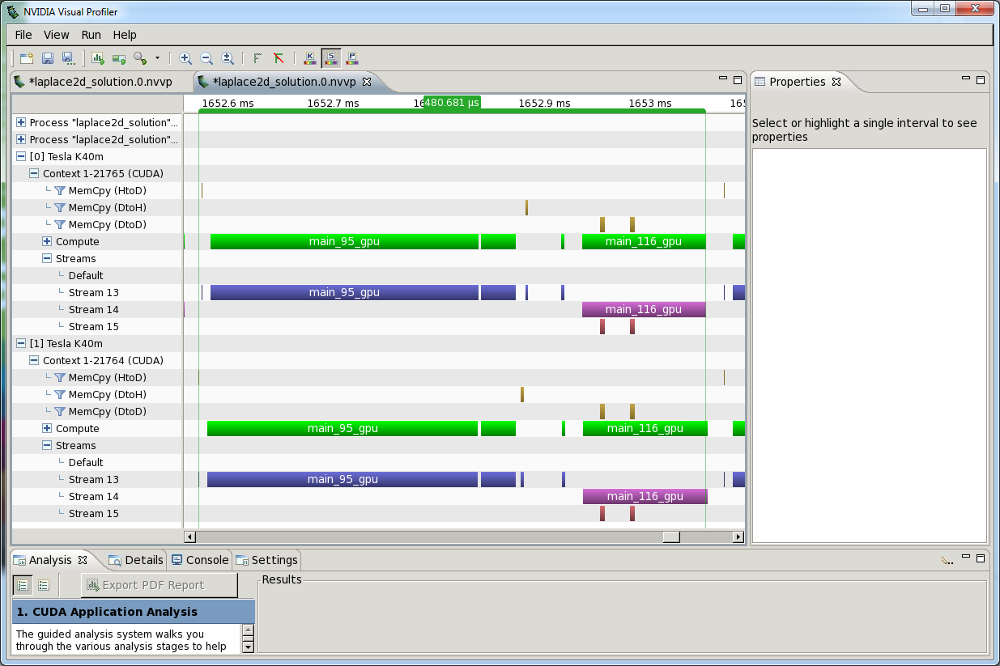 NVIDIA Visual Profiler
File View Run Help
K S P
*laplace2d_solution.0.nvvp *laplace2d_solution.0.nvvp
Properties
1652.6 ms 1652.7 ms 480.681 µs 1652.9 ms 1653 ms
Select or highlight a single interval to see
properties
Process "laplace2d_solution"...
Process "laplace2d_solution"...
[0] Tesla K40m
Context 1-21765 (CUDA)
MemCpy (HtoD)
MemCpy (DtoH)
MemCpy (DtoD)
Compute main_95_gpu main_116_gpu
Streams
Default
Stream 13 main_95_gpu
Stream 14 main_116_gpu
Stream 15
[1] Tesla K40m
Context 1-21764 (CUDA)
MemCpy (HtoD)
MemCpy (DtoH)
MemCpy (DtoD)
Compute main_95_gpu main_116_gpu
Streams
Default
Stream 13 main_95_gpu
Stream 14 main_116_gpu
Stream 15
Analysis Details Console Settings
Export PDF Report
Results
1. CUDA Application Analysis
The guided analysis system walks you
through the various analysis stages to help